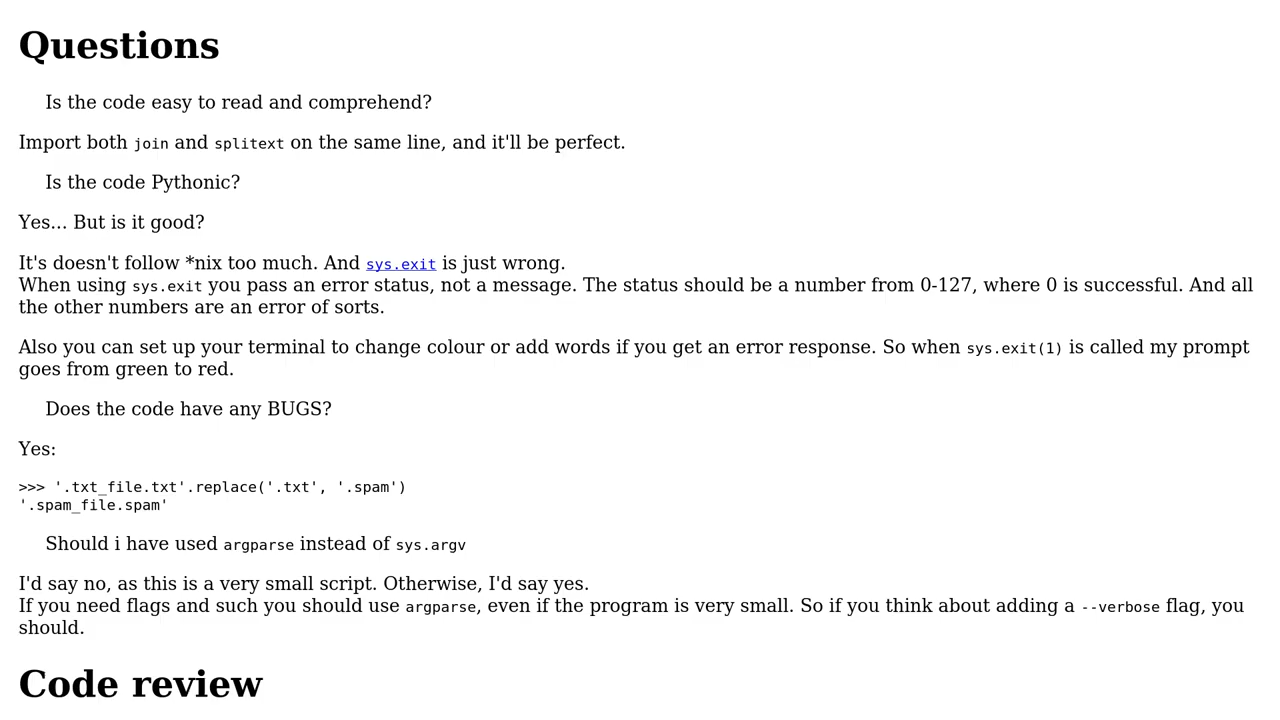 Questions
Is the code easy to read and comprehend?
Import both join and splitext on the same line, and it'll be perfect.
Is the code Pythonic?
Yes... But is it good?
It's doesn't follow *nix too much. And sys.exit is just wrong.
When using sys.exit you pass an error status, not a message. The status should be a number from 0-127, where 0 is successful. And all
the other numbers are an error of sorts.
Also you can set up your terminal to change colour or add words if you get an error response. So when sys.exit(1) is called my prompt
goes from green to red.
Does the code have any BUGS?
Yes:
>>> '.txt_file.txt'.replace('.txt', '.spam')
'.spam_file.spam'
Should i have used argparse instead of sys.argv
I'd say no, as this is a very small script. Otherwise, I'd say yes.
If you need flags and such you should use argparse, even if the program is very small. So if you think about adding a --verbose flag, you
should.
Code review